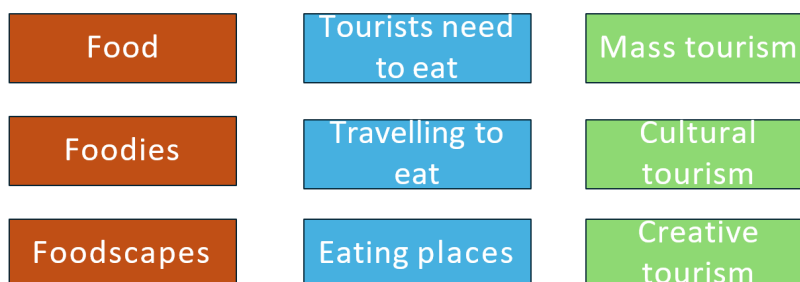 Food
Tourists need
to eat
Mass tourism
Foodies
Travelling to
eat
Cultural
tourism
Foodscapes
Eating places
Creative
tourism